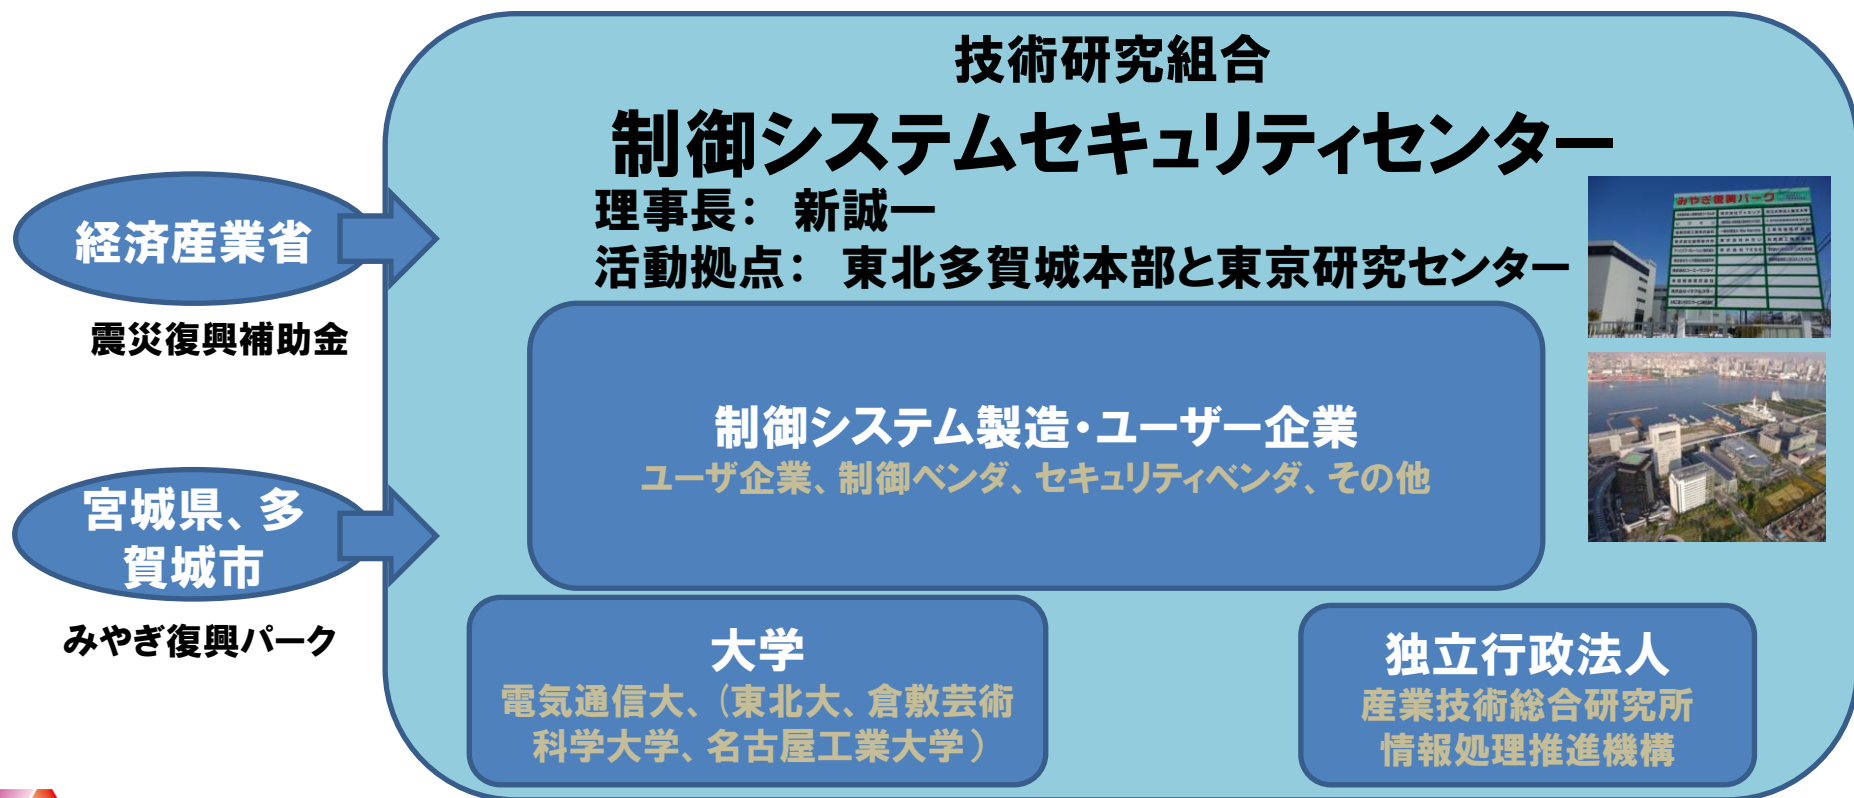 技術研究組合
制御システムセキュリティセンター
理事長： 新誠一
活動拠点： 東北多賀城本部と東京研究センター
経済産業省
震災復興補助金
宮城県、多
賀城市
みやぎ復興パーク
みやぎ復興パーク
制御システム製造・ユーザー企業
ユーザ企業、制御ベンダ、セキュリティベンダ、その他
大学
電気通信大、（東北大、倉敷芸術
科学大学、名古屋工業大学）
独立行政法人
産業技術総合研究所
情報処理推進機構